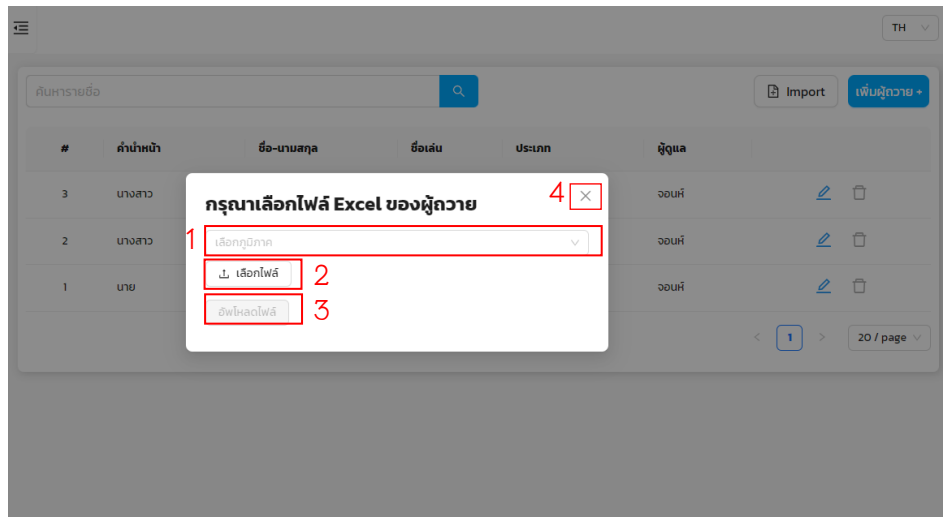 TH
ค้นหารายชื่อ
Import
เพิ่มผู้ถวาย +
# คำนำหน้า ชื่อ-นามสกุล ชื่อเล่น ประเภท ผู้ดูแล
3 นางสาว จอนห์
กรุณาเลือกไฟล์ Excel ของผู้ถวาย 4
2 นางสาว จอนห์
1 เลือกภูมิภาค
เลือกไฟล์ 2
1 นาย จอนห์
อัพโหลดไฟล์ 3
< 1 > 20 / page